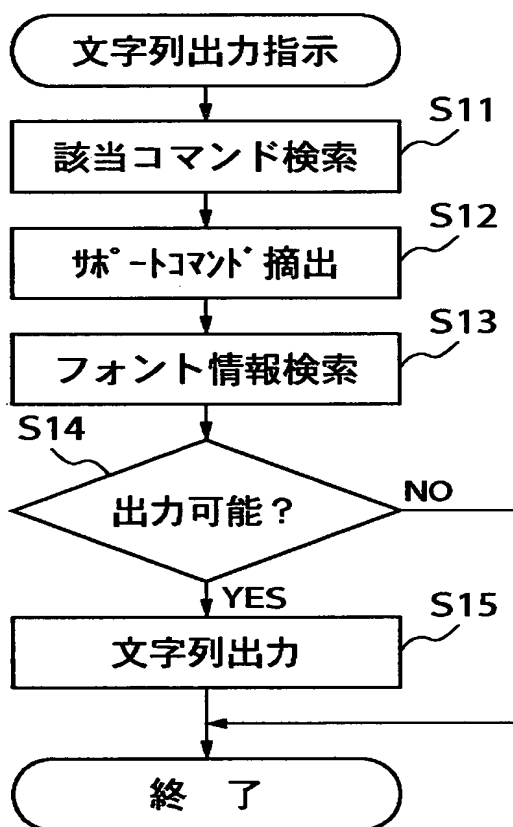 文字列出力指示
S11
該当コマンド検索
S12
ｻﾎﾟｰﾄｺﾏﾝﾄﾞ摘出
S13
フォント情報検索
S14
出力可能？
NO
YES
S15
文字列出力
終　了